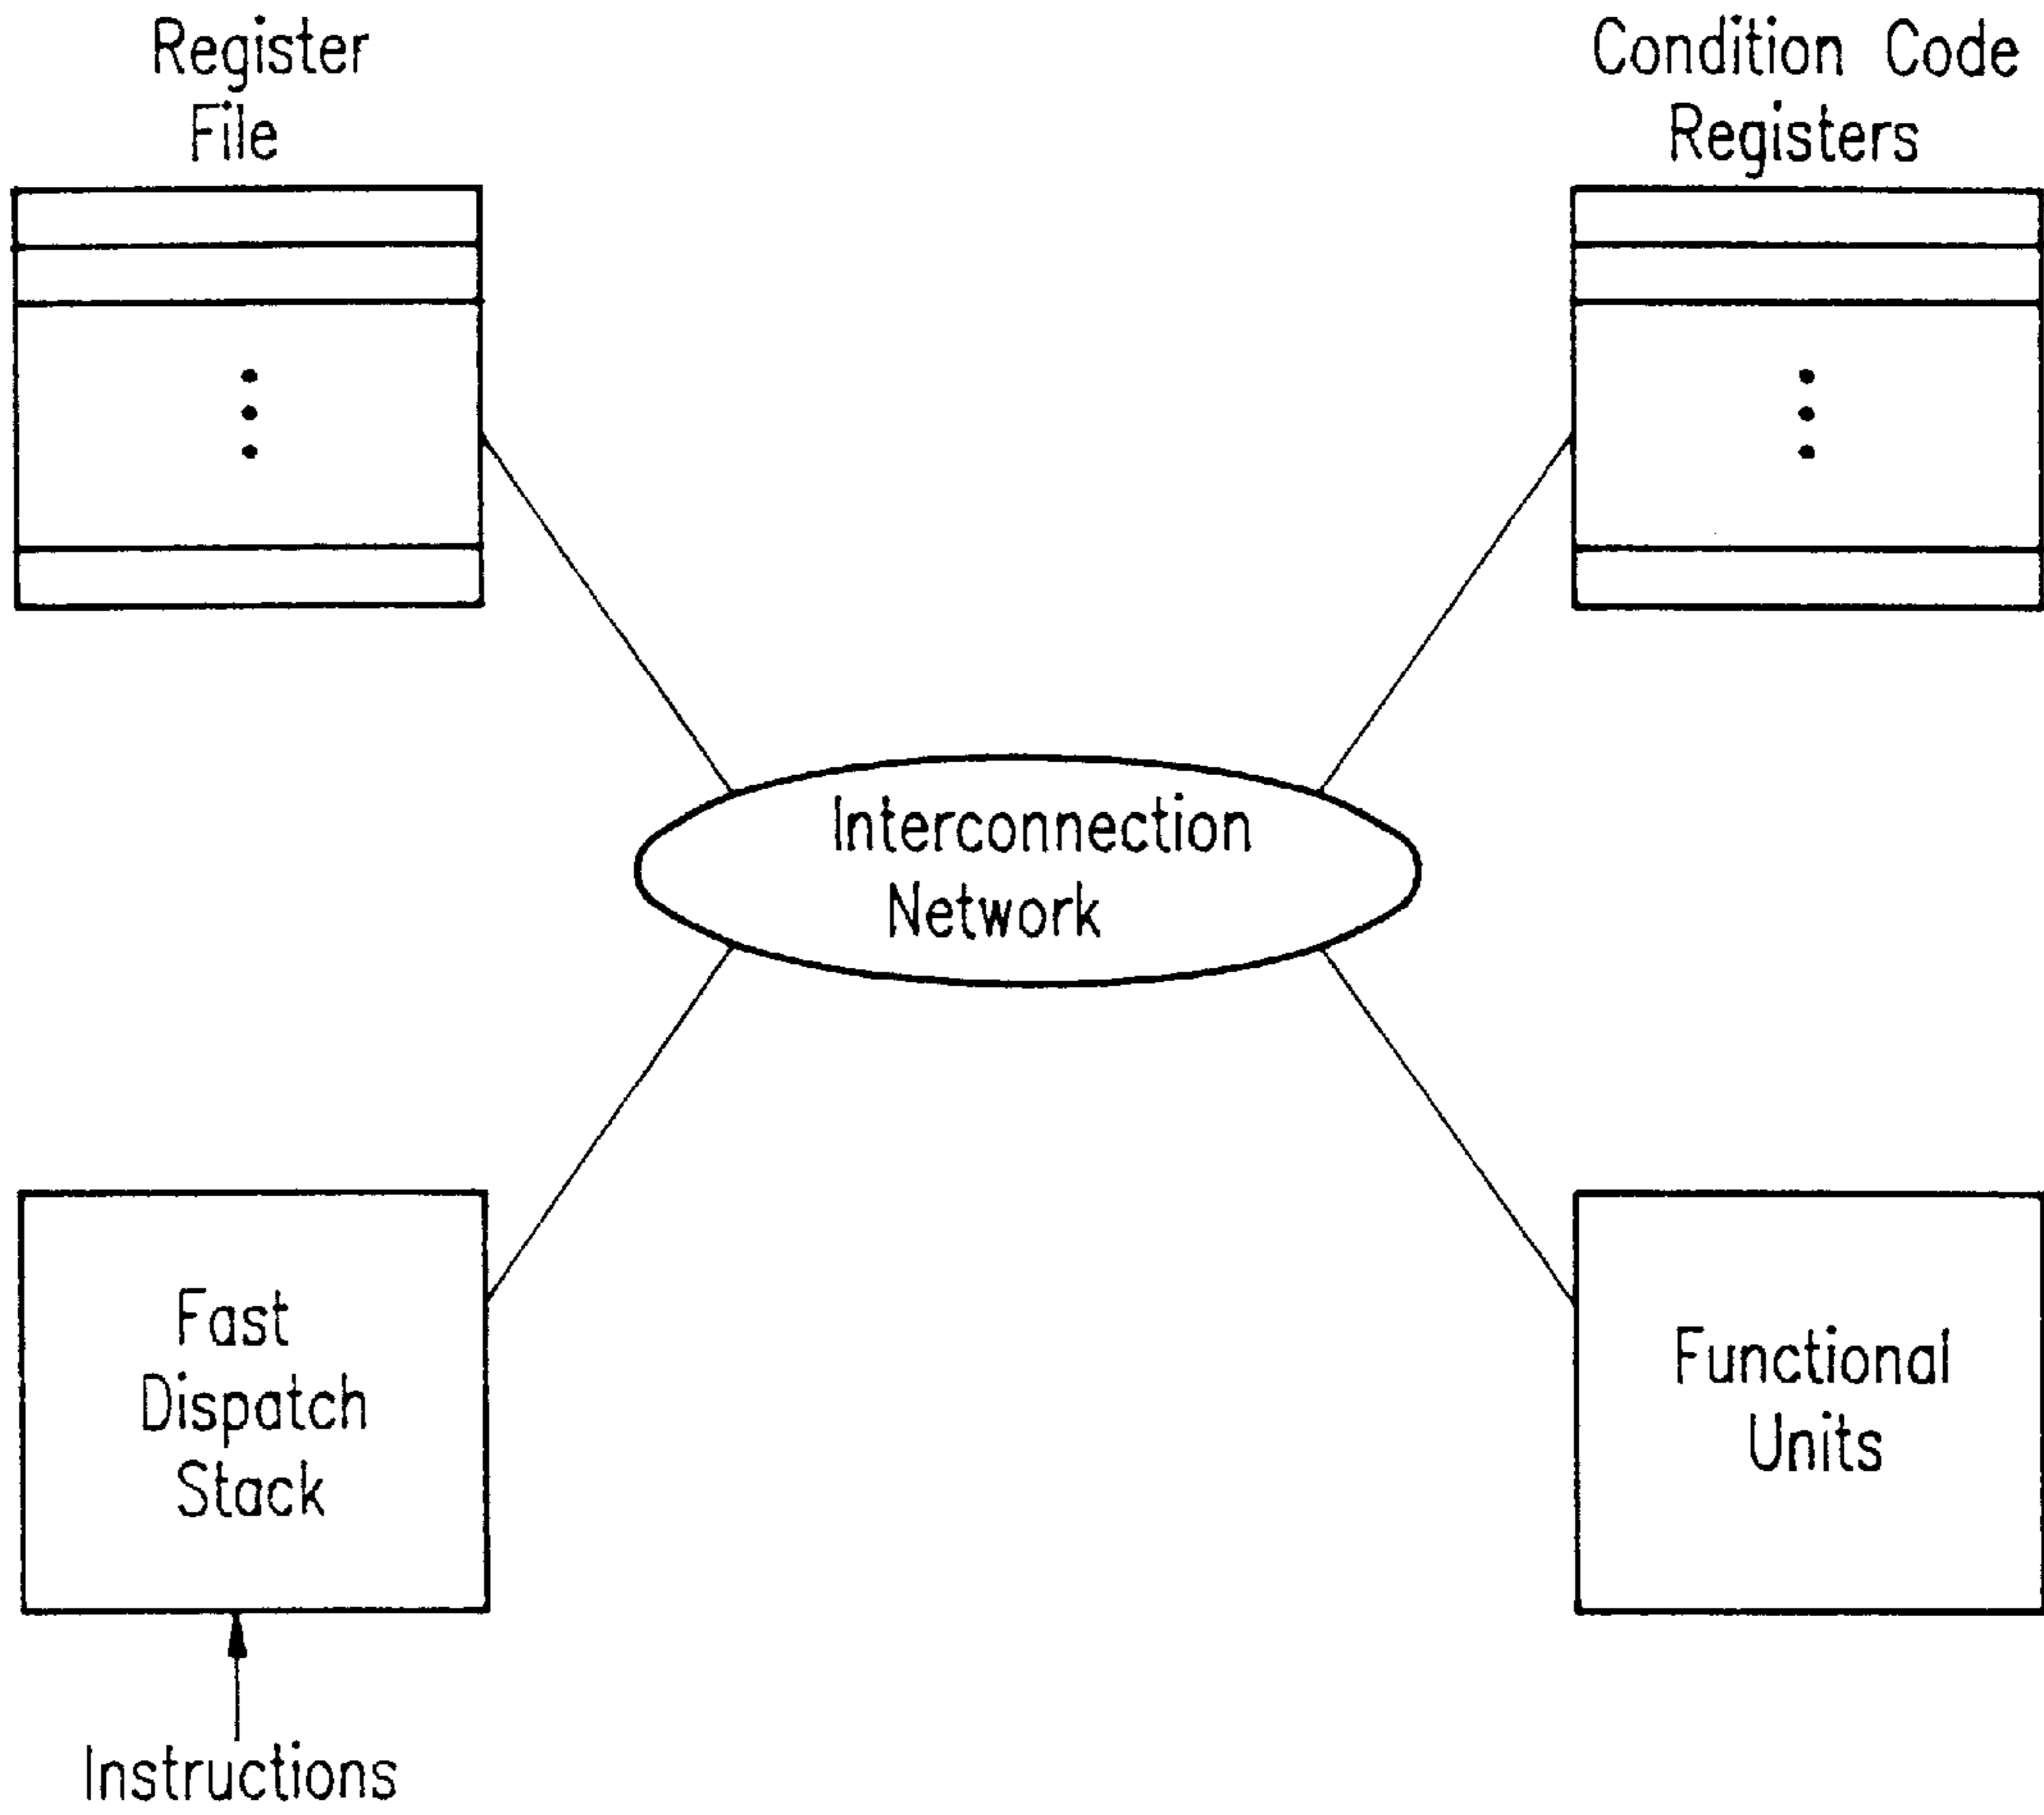 Register
File
Condition Code
Registers
Interconnection
Network
Fast
Dispatch
Stack
Functional
Units
Instructions